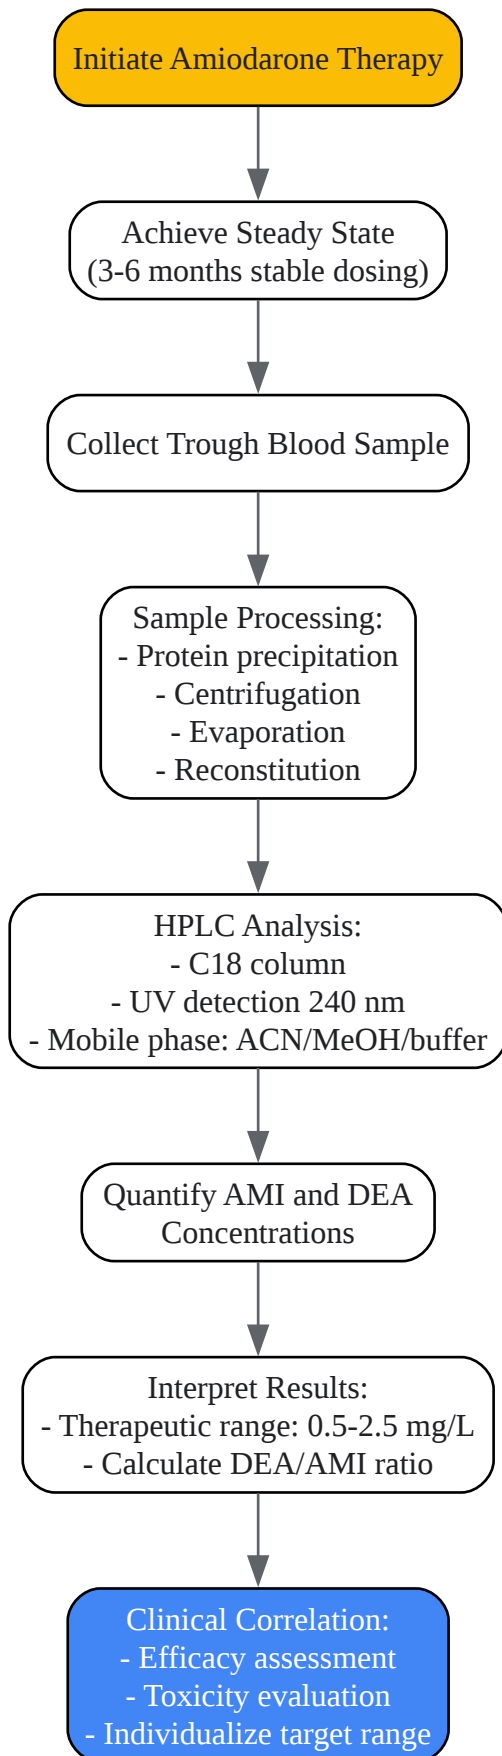 Initiate Amiodarone Therapy
Achieve Steady State
(3-6 months stable dosing)
Collect Trough Blood Sample
Sample Processing:
- Protein precipitation
- Centrifugation
- Evaporation
- Reconstitution
HPLC Analysis:
- C18 column
- UV detection 240 nm
- Mobile phase: ACN/MeOH/buffer
Quantify AMI and DEA
Concentrations
Interpret Results:
- Therapeutic range: 0.5-2.5 mg/L
- Calculate DEA/AMI ratio
Clinical Correlation:
- Efficacy assessment
- Toxicity evaluation
- Individualize target range